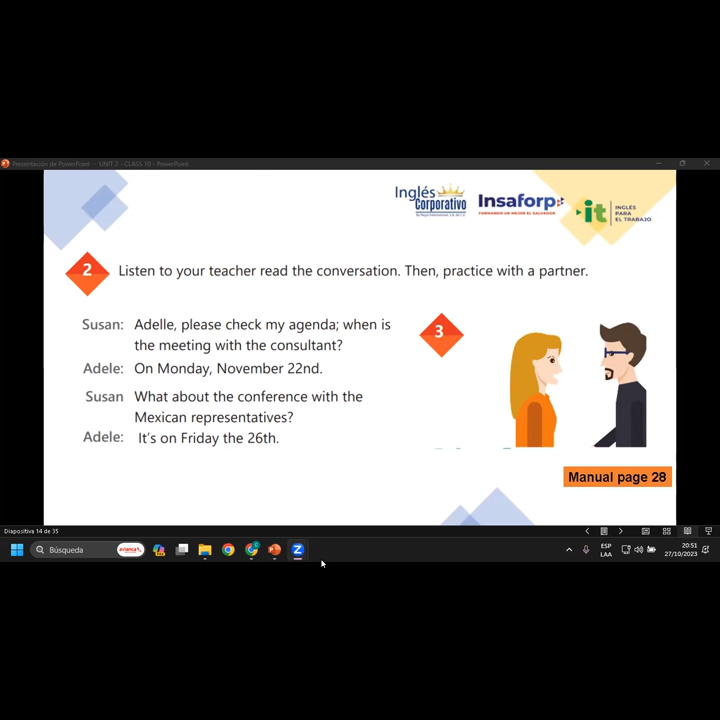 Presentación de PowerPoint - UNIT 2 - CLASS 10 - PowerPoint
Inglés
Corporativo
Insaforp
FORMANDO UN MEJOR EL SALVADOR
it
INGLÉS
PARA
EL TRABAJO
2
Listen to your teacher read the conversation. Then, practice with a partner.
Susan: Adelle, please check my agenda; when is
the meeting with the consultant?
Adele: On Monday, November 22nd.
Susan What about the conference with the
Mexican representatives?
Adele: It's on Friday the 26th.
3
Manual page 28
Diapositiva 14 de 35
Búsqueda
avianca
ESP
LAA
20:51
27/10/2023